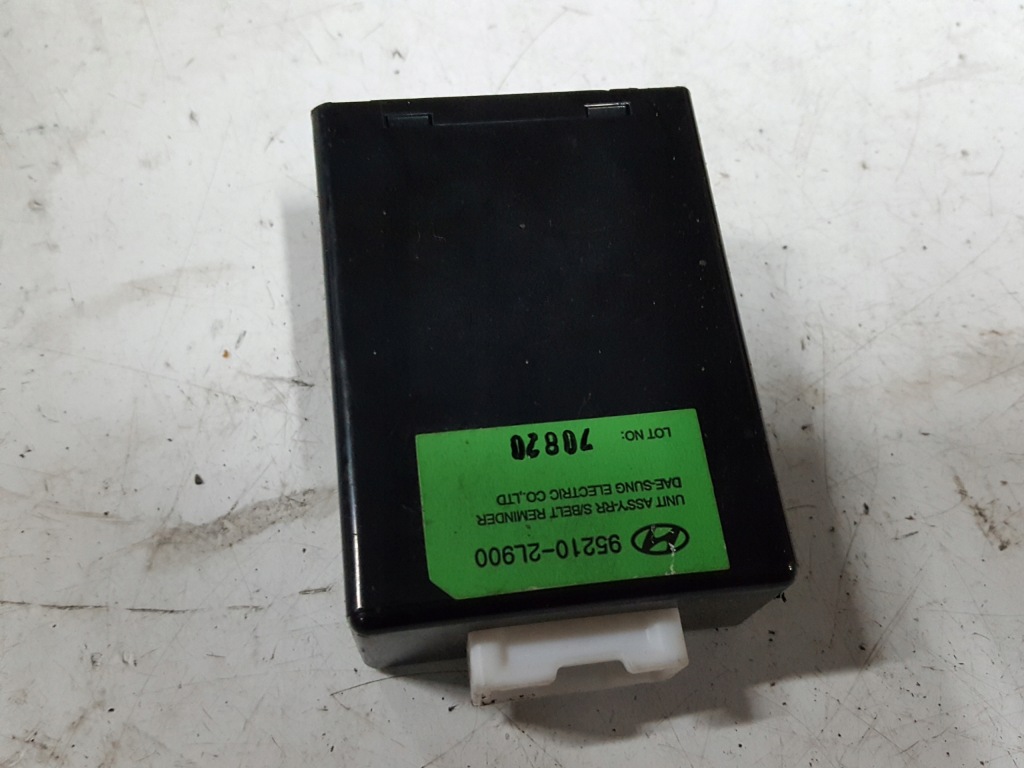 95210-2L900
UNIT ASSY-RR S/BELT REMINDER
DAE-SUNG ELECTRIC CO.,LTD
LOT NO: 70820